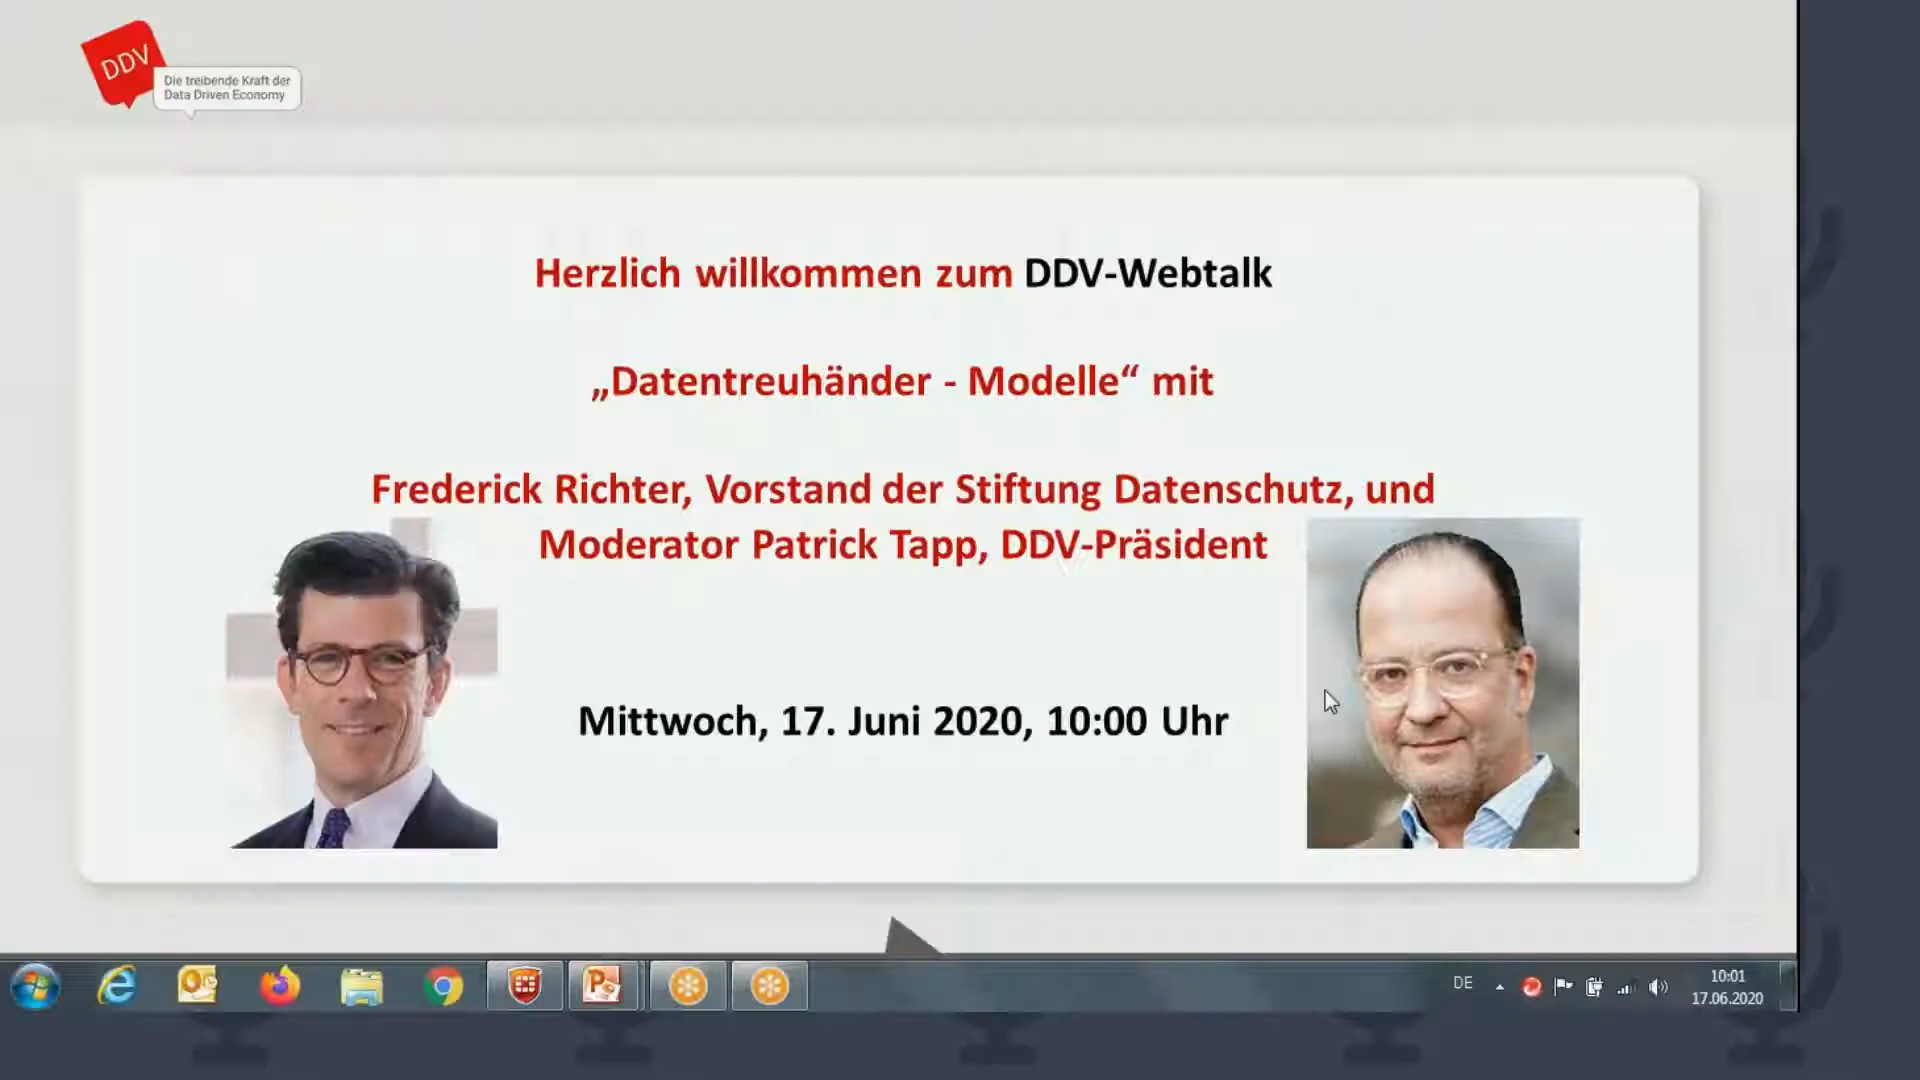 DDV
Die treibende Kraft der
Data Driven Economy
Herzlich willkommen zum DDV-Webtalk
„Datentreuhänder - Modelle“ mit
Frederick Richter, Vorstand der Stiftung Datenschutz, und
Moderator Patrick Tapp, DDV-Präsident
Mittwoch, 17. Juni 2020, 10:00 Uhr
DE
10:01
17.06.2020